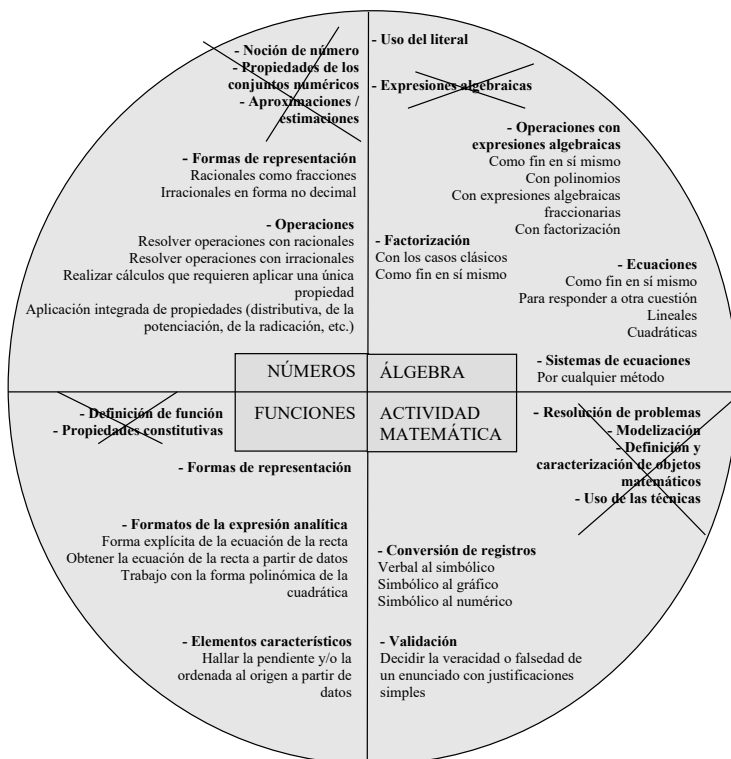 - Noción de número
- Propiedades de los
conjuntos numéricos
- Aproximaciones /
estimaciones
- Formas de representación
Racionales como fracciones
Irracionales en forma no decimal
- Operaciones
Resolver operaciones con racionales
Resolver operaciones con irracionales
Realizar cálculos que requieren aplicar una única
propiedad
Aplicación integrada de propiedades (distributiva, de la
potenciación, de la radicación, etc.)
NÚMEROS
- Uso del literal
- Expresiones algebraicas
- Operaciones con
expresiones algebraicas
Como fin en sí mismo
Con polinomios
Con expresiones algebraicas
fraccionarias
Con factorización
- Factorización
Con los casos clásicos
Como fin en sí mismo
- Ecuaciones
Como fin en sí mismo
Para responder a otra cuestión
Lineales
Cuadráticas
- Sistemas de ecuaciones
Por cualquier método
ÁLGEBRA
FUNCIONES
- Definición de función
- Propiedades constitutivas
- Formas de representación
- Formatos de la expresión analítica
Forma explícita de la ecuación de la recta
Obtener la ecuación de la recta a partir de datos
Trabajo con la forma polinómica de la
cuadrática
- Elementos característicos
Hallar la pendiente y/o la
ordenada al origen a partir de
datos
ACTIVIDAD
MATEMÁTICA
- Resolución de problemas
- Modelización
- Definición y
caracterización de objetos
matemáticos
- Uso de las técnicas
- Conversión de registros
Verbal al simbólico
Simbólico al gráfico
Simbólico al numérico
- Validación
Decidir la veracidad o falsedad de
un enunciado con justificaciones
simples